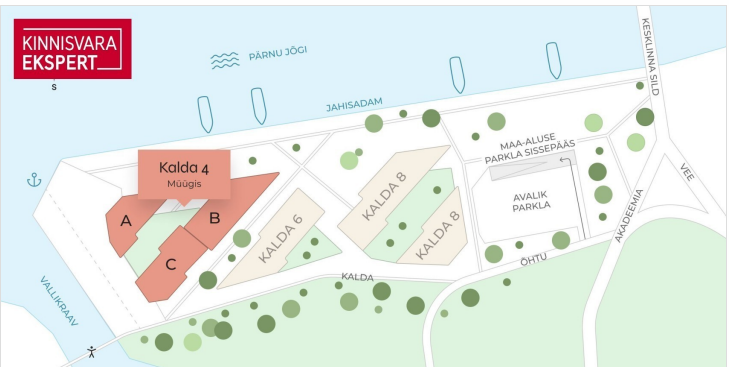 KINNISVARA
EKSPERT
S
PÄRNU JÕGI
JAHISADAM
KESKLINNA SILD
MAA-ALUSE
PARKLA SISSEPÄÄS
Kalda 4
Müügis
AVALIK
PARKLA
VEE
A
B
C
KALDA 6
KALDA 8
KALDA 8
AKADEEMIA
ÕHTU
KALDA
VALLIKRAAV